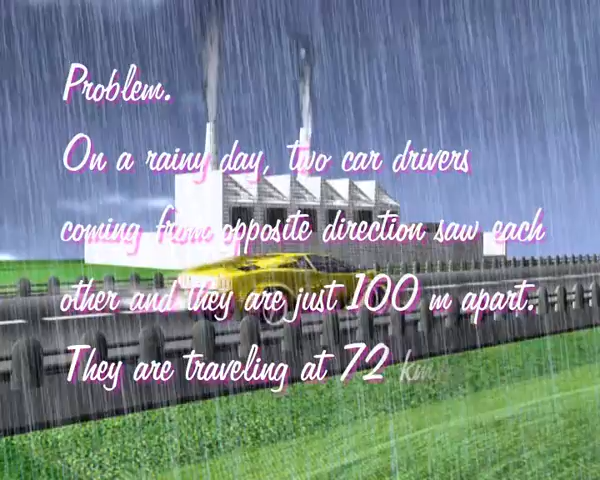 Problem.
On a rainy day, two car drivers
coming from opposite direction saw each
other and they are just 100 m apart.
They are traveling at 72